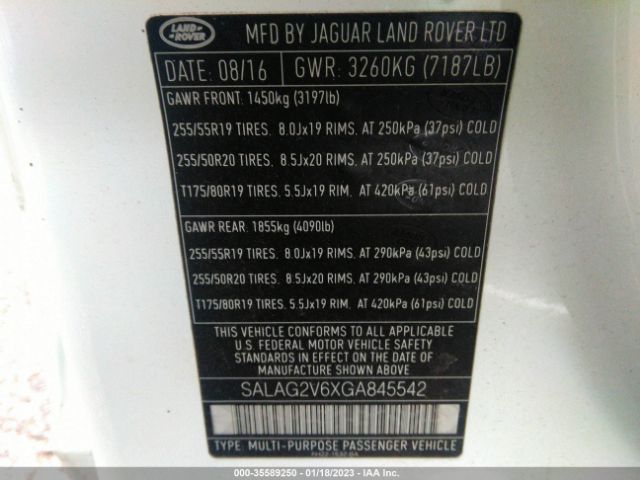 LAND ROVER
MFD BY JAGUAR LAND ROVER LTD
DATE: 08/16 GWR: 3260KG (7187LB)
GAWR FRONT: 1450kg (3197lb)
255/55R19 TIRES. 8.0Jx19 RIMS. AT 250kPa (37psi) COLD
255/50R20 TIRES. 8.5Jx20 RIMS. AT 250kPa (37psi) COLD
T175/80R19 TIRES. 5.5Jx19 RIM. AT 420kPa (61psi) COLD
GAWR REAR: 1855kg (4090lb)
255/55R19 TIRES. 8.0Jx19 RIMS. AT 290kPa (43psi) COLD
255/50R20 TIRES. 8.5Jx20 RIMS. AT 290kPa (43psi) COLD
T175/80R19 TIRES. 5.5Jx19 RIM. AT 420kPa (61psi) COLD
THIS VEHICLE CONFORMS TO ALL APPLICABLE
U.S. FEDERAL MOTOR VEHICLE SAFETY
STANDARDS IN EFFECT ON THE DATE OF
MANUFACTURE SHOWN ABOVE
SALAG2V6XGA845542
TYPE: MULTI-PURPOSE PASSENGER VEHICLE
000-35589250 - 01/18/2023 - IAA Inc.